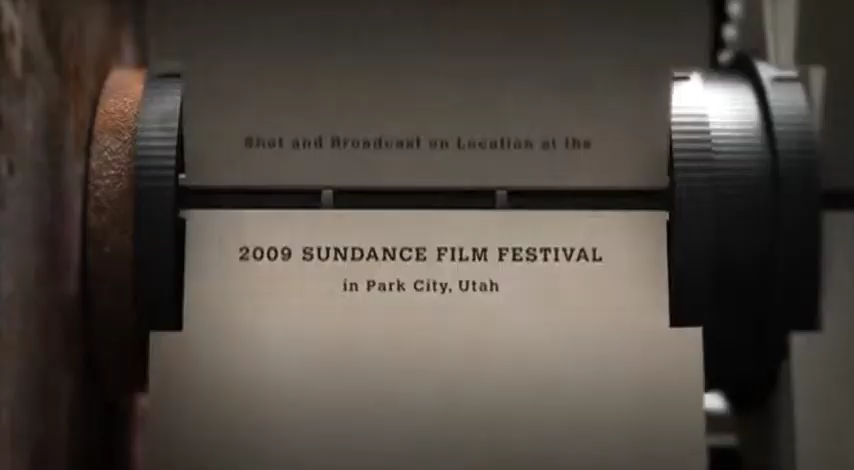 Shot and Broadcast on Location at the
2009 SUNDANCE FILM FESTIVAL
in Park City, Utah